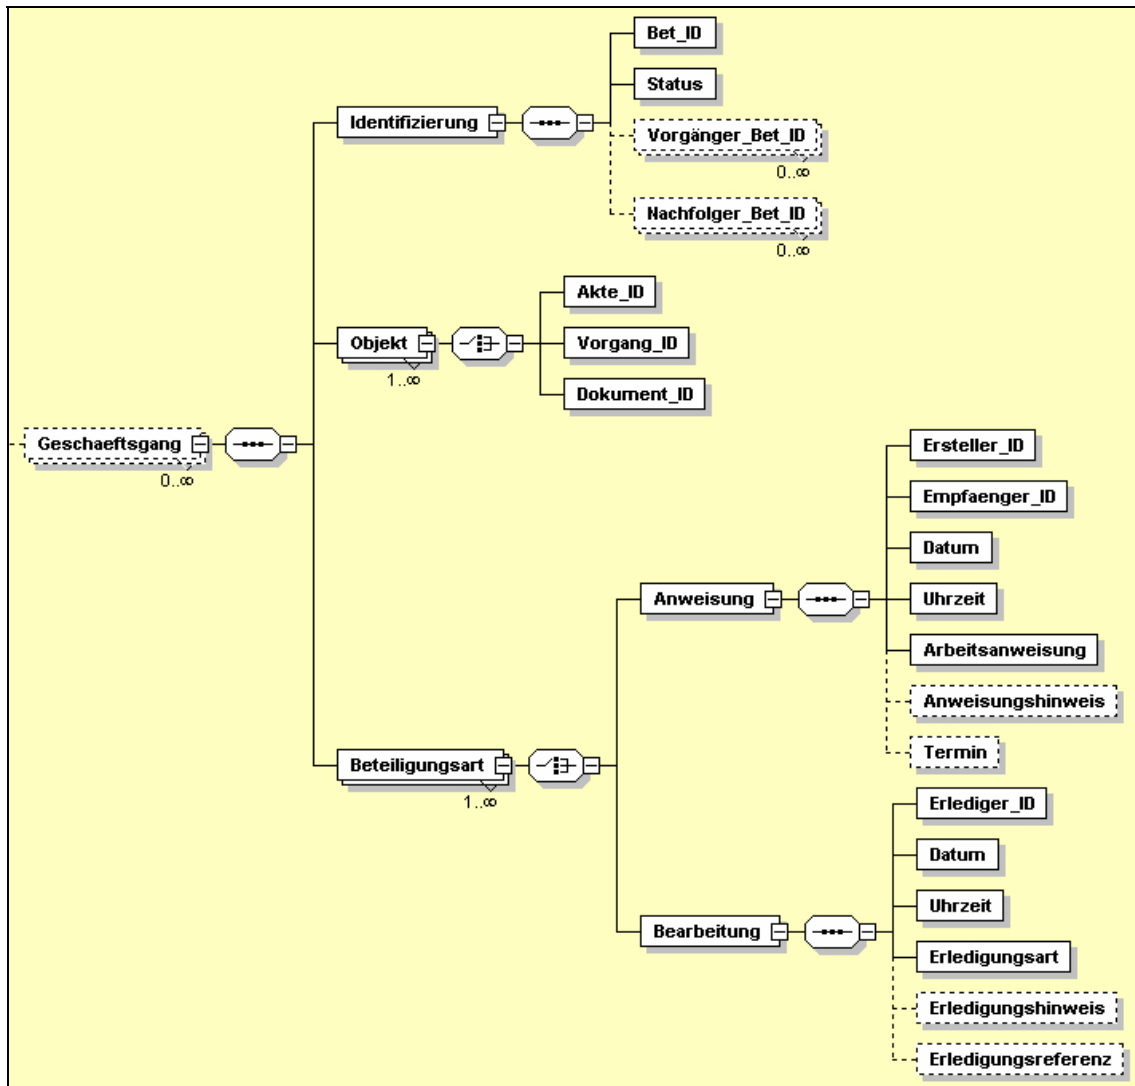 Bet_ID
Status
Identifizierung
Vorgänger_Bet_ID
0..∞
Nachfolger_Bet_ID
0..∞
Akte_ID
Objekt
Vorgang_ID
1..∞
Dokument_ID
Geschaeftsgang
0..∞
Ersteller_ID
Empfaenger_ID
Datum
Anweisung
Uhrzeit
Arbeitsanweisung
Anweisungshinweis
Termin
Beteiligungsart
1..∞
Erlediger_ID
Datum
Uhrzeit
Bearbeitung
Erledigungsart
Erledigungshinweis
Erledigungsreferenz